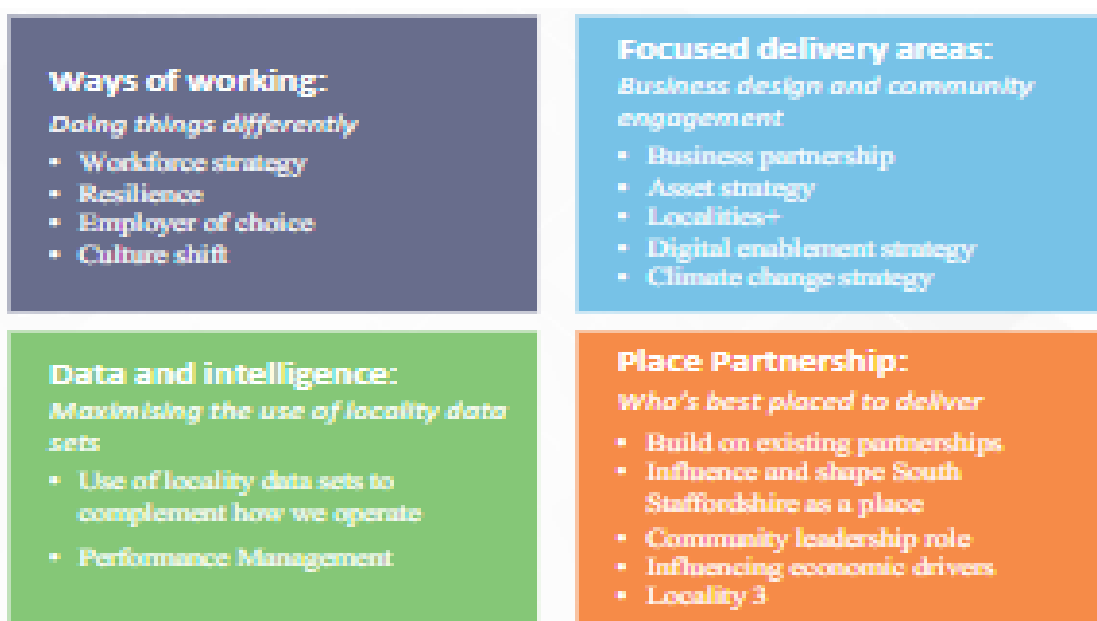 Ways of working:
Doing things differently
• Workforce strategy
• Resilience
• Employer of choice
• Culture shift
Focused delivery areas:
Business design and community
engagement
• Business partnership
• Asset strategy
• Localities+
• Digital enablement strategy
• Climate change strategy
Data and intelligence:
Maximising the use of locality data
sets
• Use of locality data sets to
complement how we operate
• Performance Management
Place Partnership:
Who's best placed to deliver
• Build on existing partnerships
• Influence and shape South
Staffordshire as a place
• Community leadership role
• Influencing economic drivers
• Locality 3